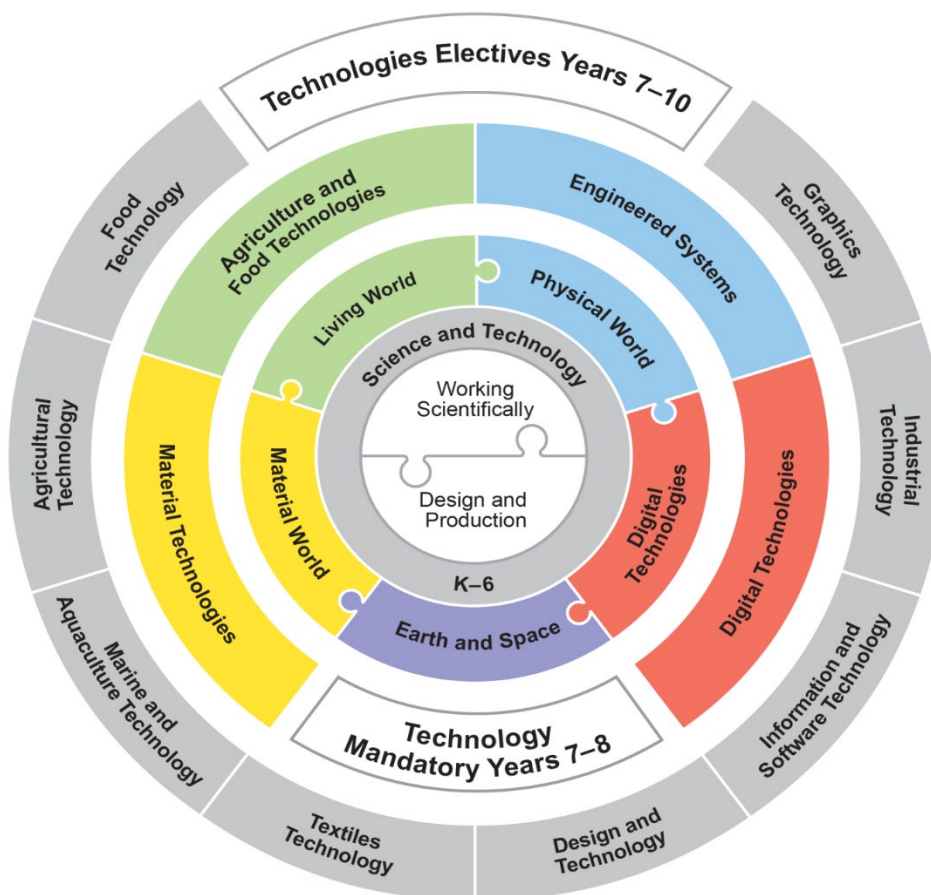 Technologies Electives Years 7–10
Food
Technology
Graphics
Technology
Agriculture and
Food Technologies
Engineered Systems
Living World
Physical World
Science and Technology
Working
Scientifically
Agricultural
Technology
Industrial
Technology
Material Technologies
Material World
Design and
Production
Digital
Technologies
Digital Technologies
K–6
Earth and Space
Marine and
Aquaculture Technology
Information and
Software Technology
Technology
Mandatory Years 7–8
Textiles
Technology
Design and
Technology